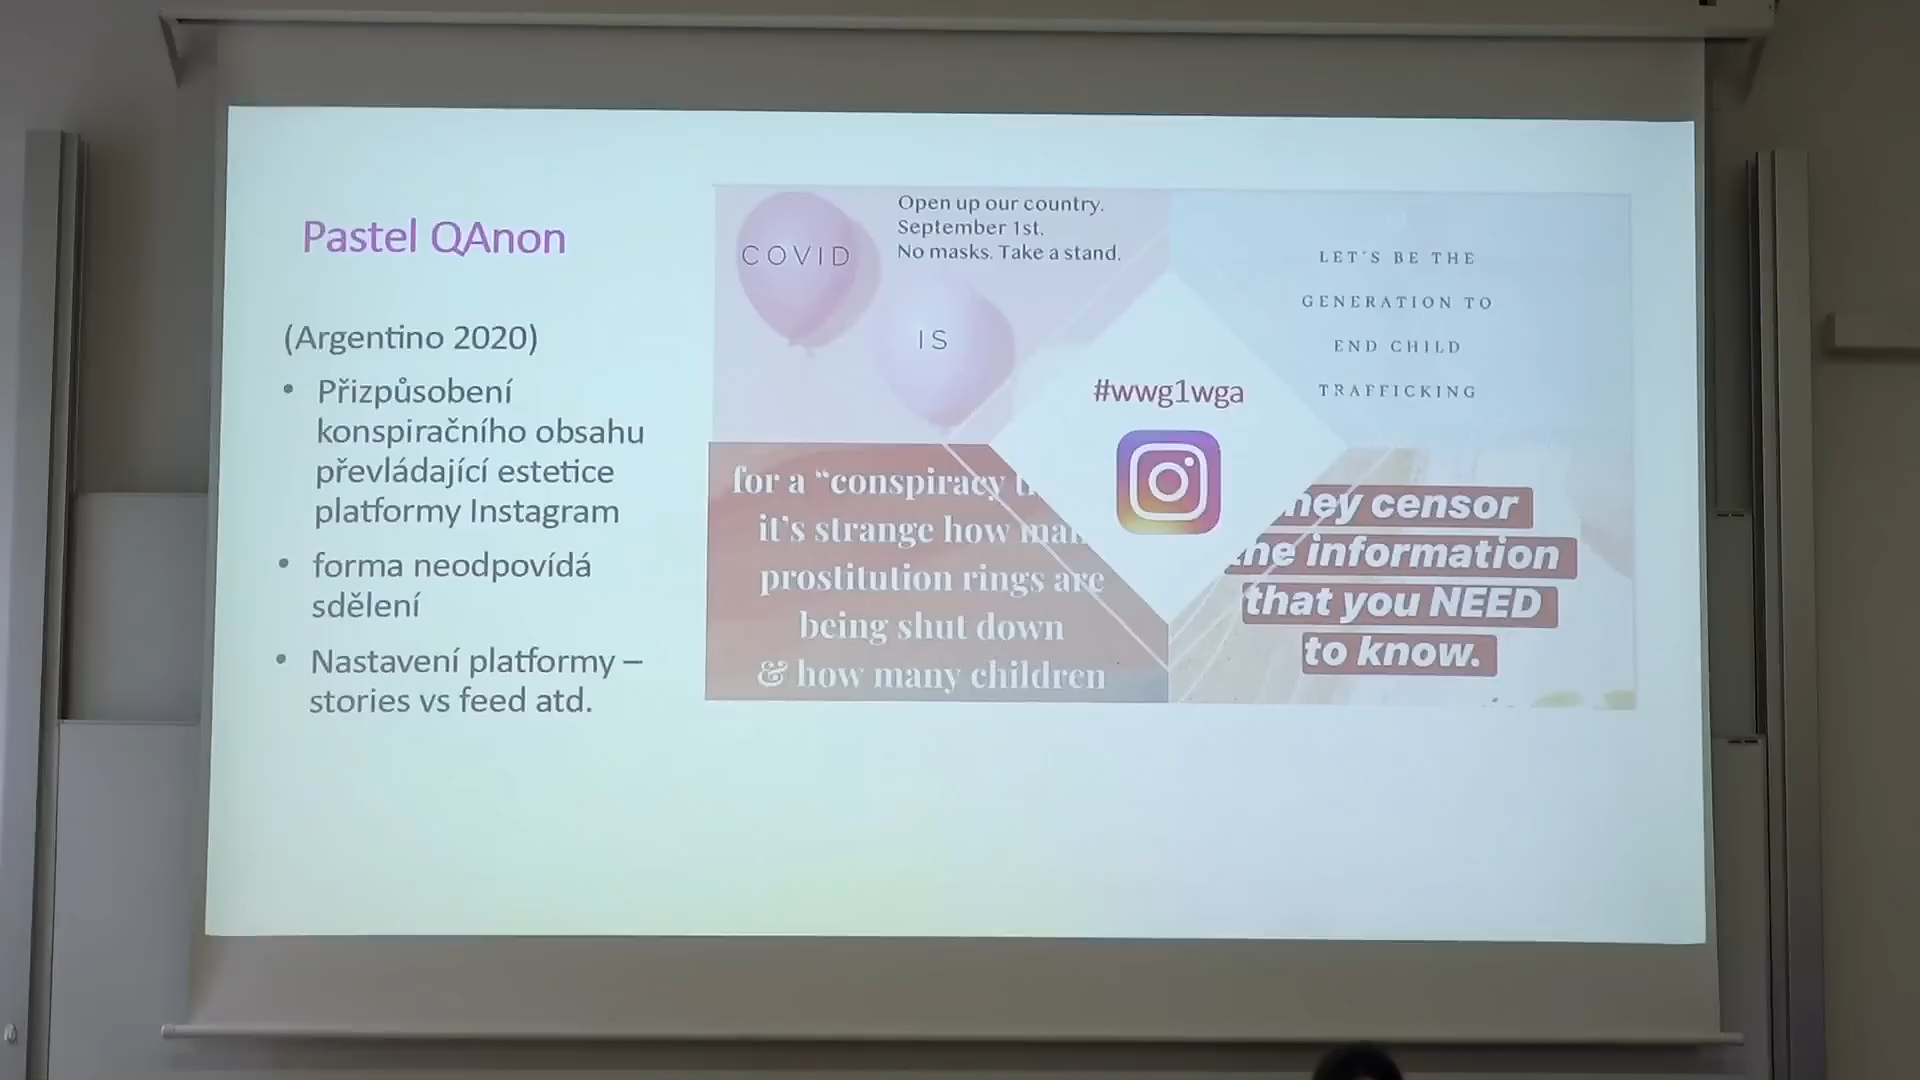 Pastel QAnon
(Argentino 2020)
• Přizpůsobení
konspiračního obsahu
převládající estetice
platformy Instagram
• forma neodpovídá
sdělení
• Nastavení platformy –
stories vs feed atd.
Open up our country.
September 1st.
No masks. Take a stand.
COVID
IS
LET'S BE THE
GENERATION TO
END CHILD
TRAFFICKING
#wwg1wga
for a “conspiracy
it's strange how
prostitution rings are
being shut down
& how many children
censor
information
that you NEED
to know.